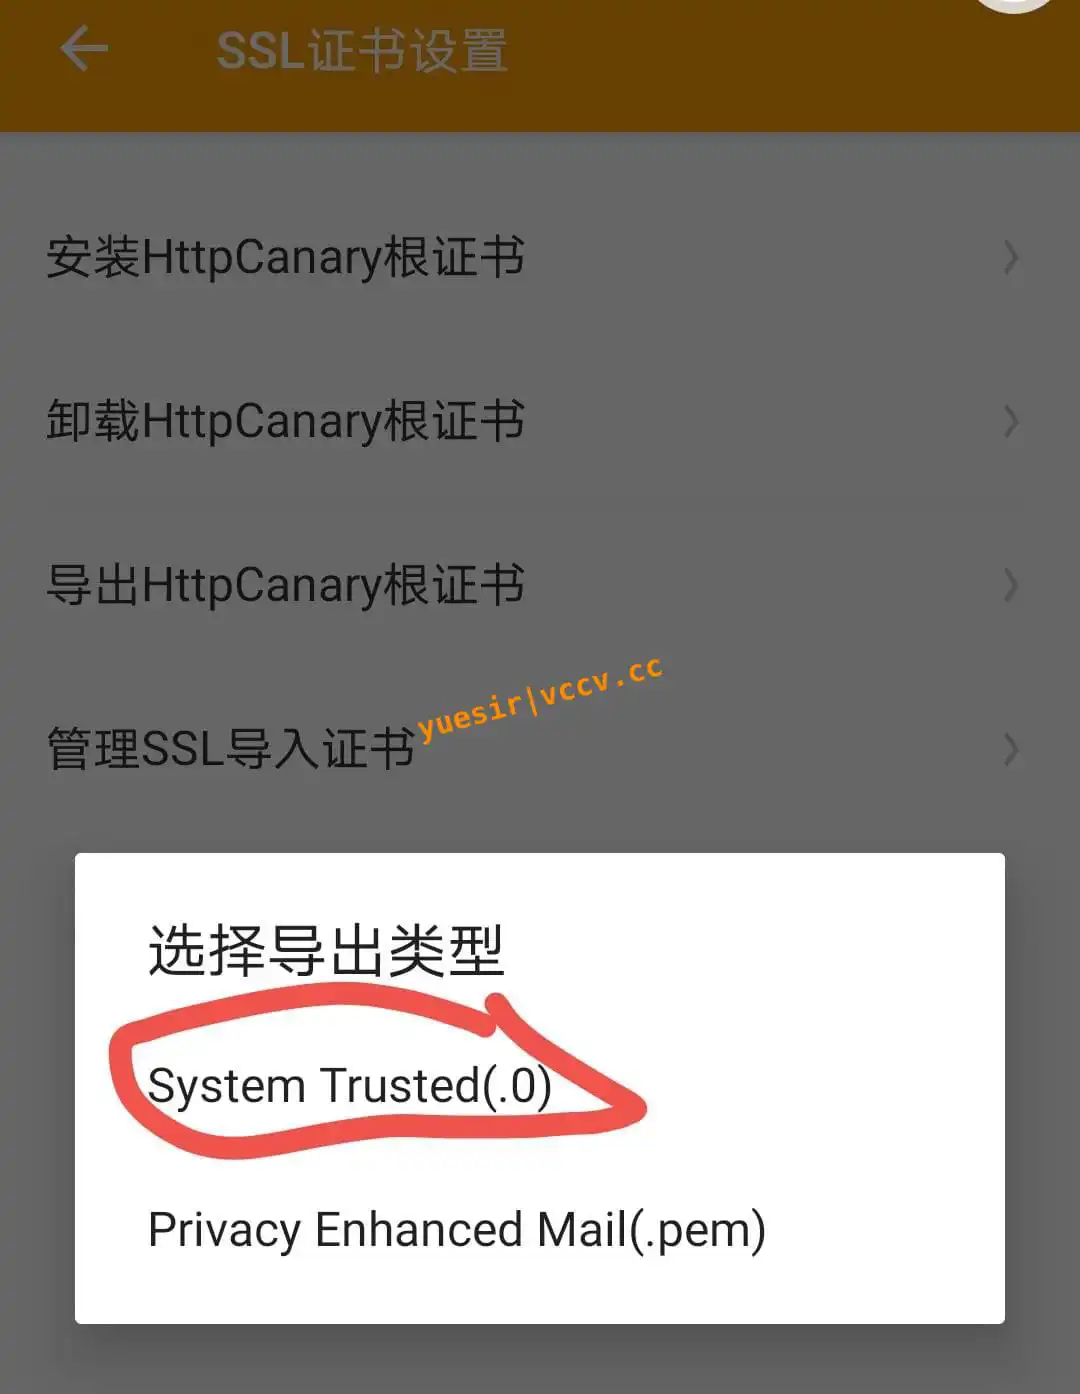 SSL证书设置
安装HttpCanary根证书
卸载HttpCanary根证书
导出HttpCanary根证书
yuesir|vccv.cc
管理SSL导入证书
选择导出类型
System Trusted(.0)
Privacy Enhanced Mail(.pem)